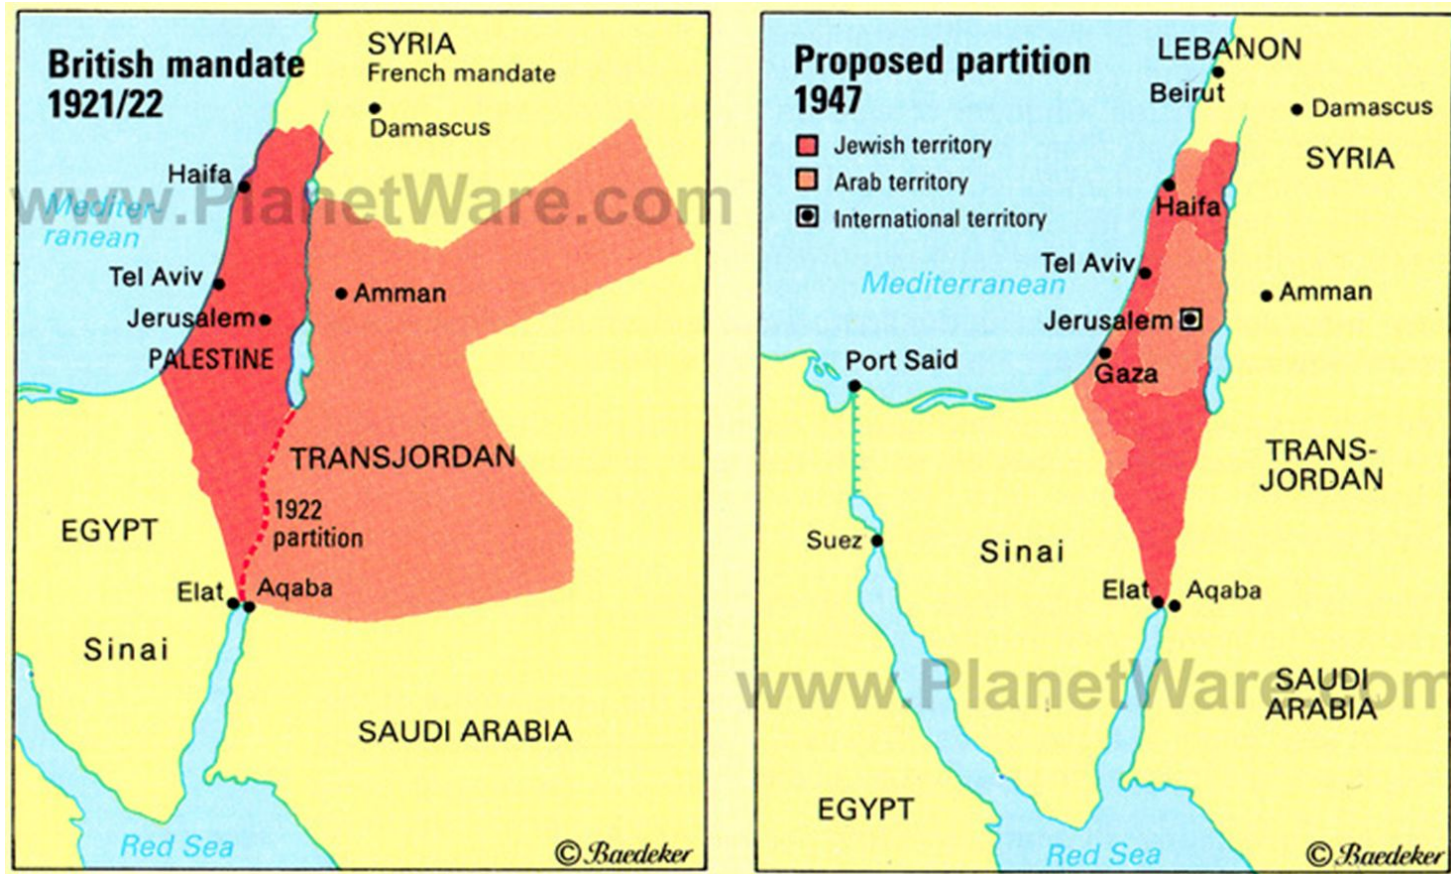 British mandate
1921/22
SYRIA
French mandate
Damascus
Haifa
www.PlanetWare.com
Mediter-
ranean
Tel Aviv
Amman
Jerusalem
PALESTINE
TRANSJORDAN
1922
partition
EGYPT
Elat
Aqaba
Sinai
SAUDI ARABIA
Red Sea
© Baedeker
Proposed partition
1947
Jewish territory
Arab territory
International territory
LEBANON
Beirut
Damascus
SYRIA
Haifa
Tel Aviv
Mediterranean
Amman
Jerusalem
Port Said
Gaza
TRANS-
JORDAN
Suez
Sinai
Elat
Aqaba
www.PlanetWare.com
SAUDI
ARABIA
EGYPT
Red Sea
© Baedeker